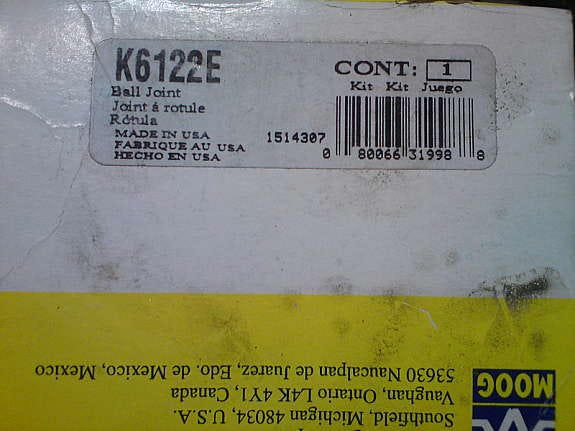 K6122E
CONT: 1
Kit Kit Juego
Ball Joint
Joint á rotule
Rótula
MADE IN USA
FABRIQUE AU USA
HECHO EN USA
1514307
0 80066 31998 8
MOOG
Southfield, Michigan 48034, U.S.A.
Vaughan, Ontario L4K 4Y1, Canada
53630 Naucalpan de Juarez, Edo. de Mexico, Mexico